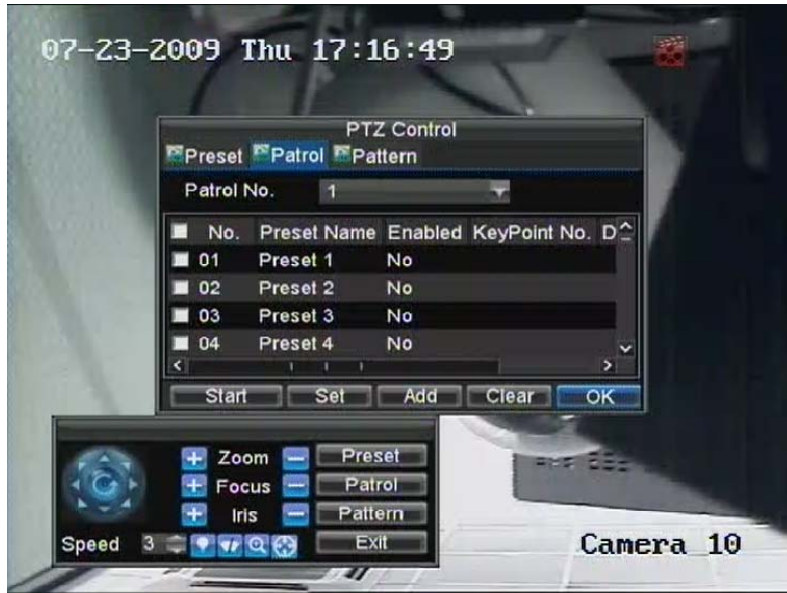 07-23-2009 Thu 17:16:49
PTZ Control
Preset Patrol Pattern
Patrol No. 1
No. Preset Name Enabled KeyPoint No. D
01 Preset 1 No
02 Preset 2 No
03 Preset 3 No
04 Preset 4 No
Start Set Add Clear OK
+ Zoom − Preset
+ Focus − Patrol
+ Iris − Pattern
Speed 3 Exit
Camera 10